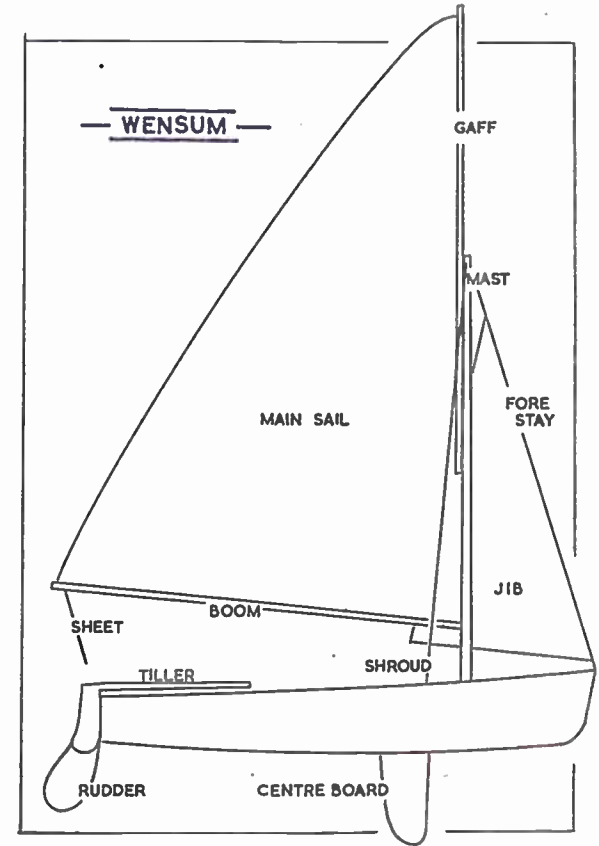 WENSUM
GAFF
MAST
FORE
STAY
MAIN SAIL
JIB
BOOM
SHEET
SHROUD
TILLER
RUDDER
CENTRE BOARD